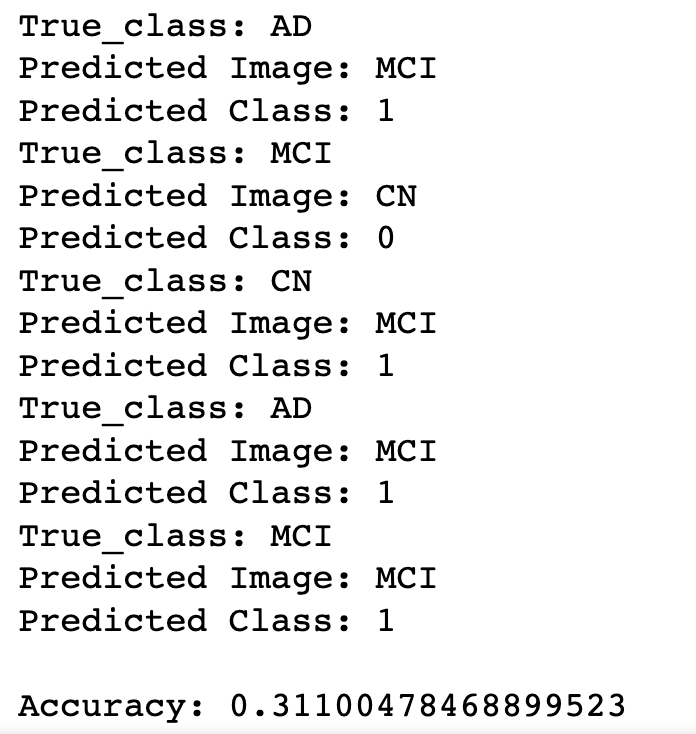 True_class: AD
Predicted Image: MCI
Predicted Class: 1
True_class: MCI
Predicted Image: CN
Predicted Class: 0
True_class: CN
Predicted Image: MCI
Predicted Class: 1
True_class: AD
Predicted Image: MCI
Predicted Class: 1
True_class: MCI
Predicted Image: MCI
Predicted Class: 1
Accuracy: 0.31100478468899523